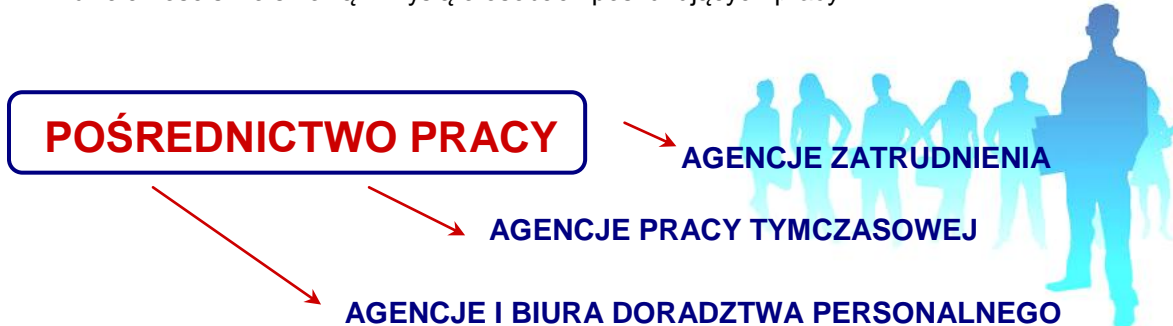 POŚREDNICTWO PRACY
AGENCJE ZATRUDNIENIA
AGENCJE PRACY TYMCZASOWEJ
AGENCJE I BIURA DORADZTWA PERSONALNEGO